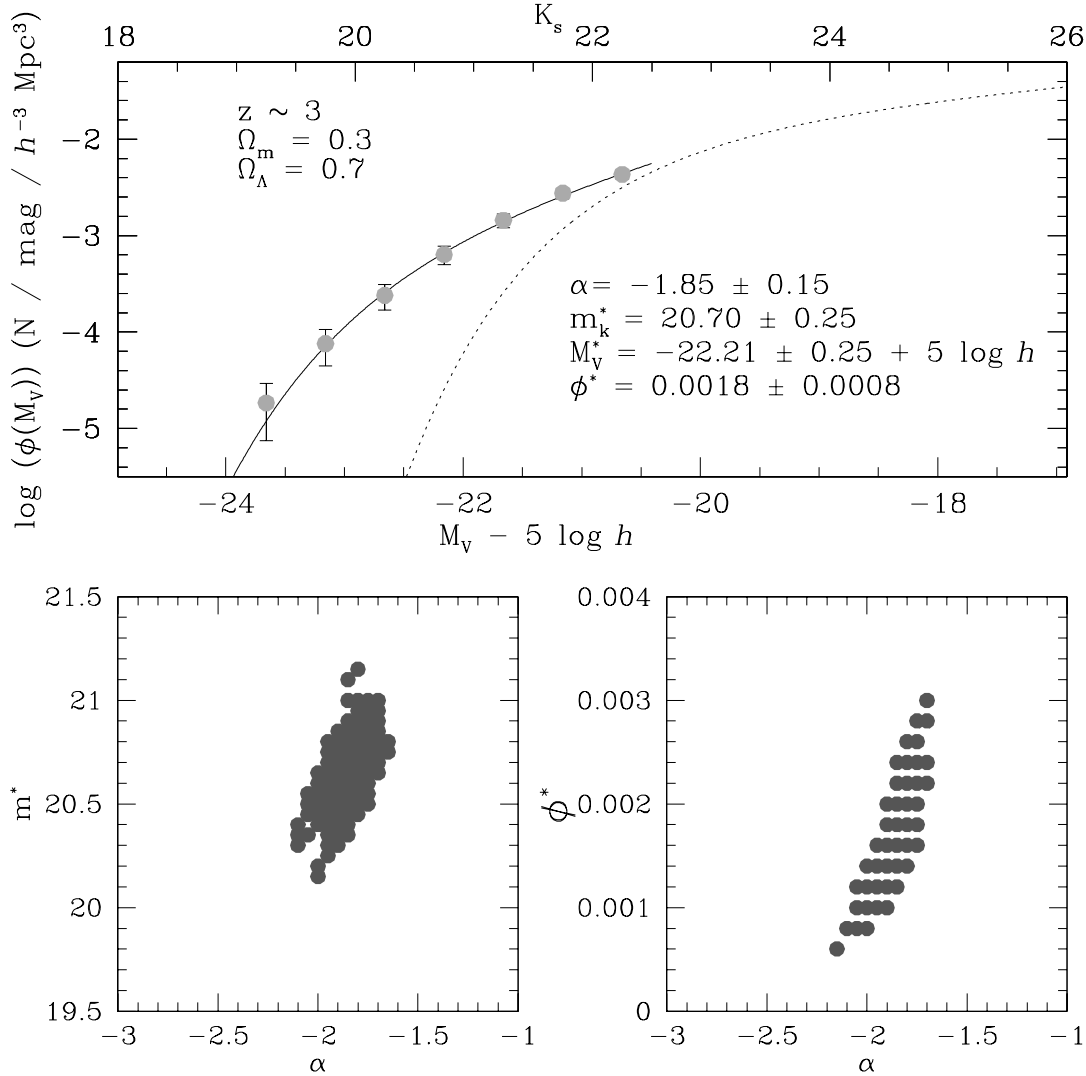 K_s
18 20 22 24 26
z ~ 3
Ω_m = 0.3
Ω_Λ = 0.7
α= −1.85 ± 0.15
m*_k = 20.70 ± 0.25
M*_V = −22.21 ± 0.25 + 5 log h
ϕ* = 0.0018 ± 0.0008
log (ϕ(M_V)) (N / mag / h⁻³ Mpc³)
−2
−3
−4
−5
−24 −22 −20 −18
M_V − 5 log h
21.5
21
20.5
20
19.5
m*
−3 −2.5 −2 −1.5 −1
α
0.004
0.003
0.002
0.001
0
ϕ*
−3 −2.5 −2 −1.5 −1
α